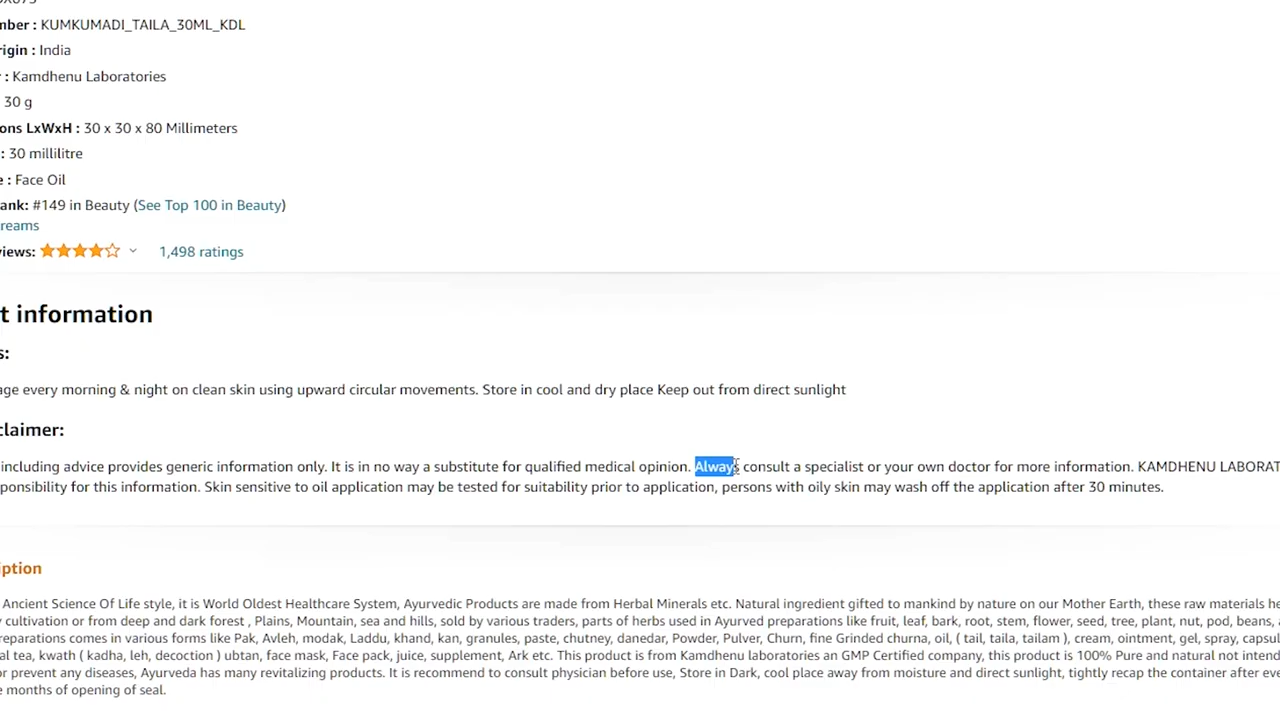 mber : KUMKUMADI_TAILA_30ML_KDL
rigin : India
: Kamdhenu Laboratories
30 g
ons LxWxH : 30 x 30 x 80 Millimeters
: 30 millilitre
e : Face Oil
ank: #149 in Beauty (See Top 100 in Beauty)
reams
views: 1,498 ratings
t information
s:
age every morning & night on clean skin using upward circular movements. Store in cool and dry place Keep out from direct sunlight
claimer:
including advice provides generic information only. It is in no way a substitute for qualified medical opinion. Always consult a specialist or your own doctor for more information. KAMDHENU LABORAT
ponsibility for this information. Skin sensitive to oil application may be tested for suitability prior to application, persons with oily skin may wash off the application after 30 minutes.
iption
Ancient Science Of Life style, it is World Oldest Healthcare System, Ayurvedic Products are made from Herbal Minerals etc. Natural ingredient gifted to mankind by nature on our Mother Earth, these raw materials he
cultivation or from deep and dark forest , Plains, Mountain, sea and hills, sold by various traders, parts of herbs used in Ayurved preparations like fruit, leaf, bark, root, stem, flower, seed, tree, plant, nut, pod, beans,
reparations comes in various forms like Pak, Avleh, modak, Laddu, khand, kan, granules, paste, chutney, danedar, Powder, Pulver, Churn, fine Grinded churna, oil, ( tail, taila, tailam ), cream, ointment, gel, spray, capsul
al tea, kwath ( kadha, leh, decoction ) ubtan, face mask, Face pack, juice, supplement, Ark etc. This product is from Kamdhenu laboratories an GMP Certified company, this product is 100% Pure and natural not intend
or prevent any diseases, Ayurveda has many revitalizing products. It is recommend to consult physician before use, Store in Dark, cool place away from moisture and direct sunlight, tightly recap the container after eve
e months of opening of seal.